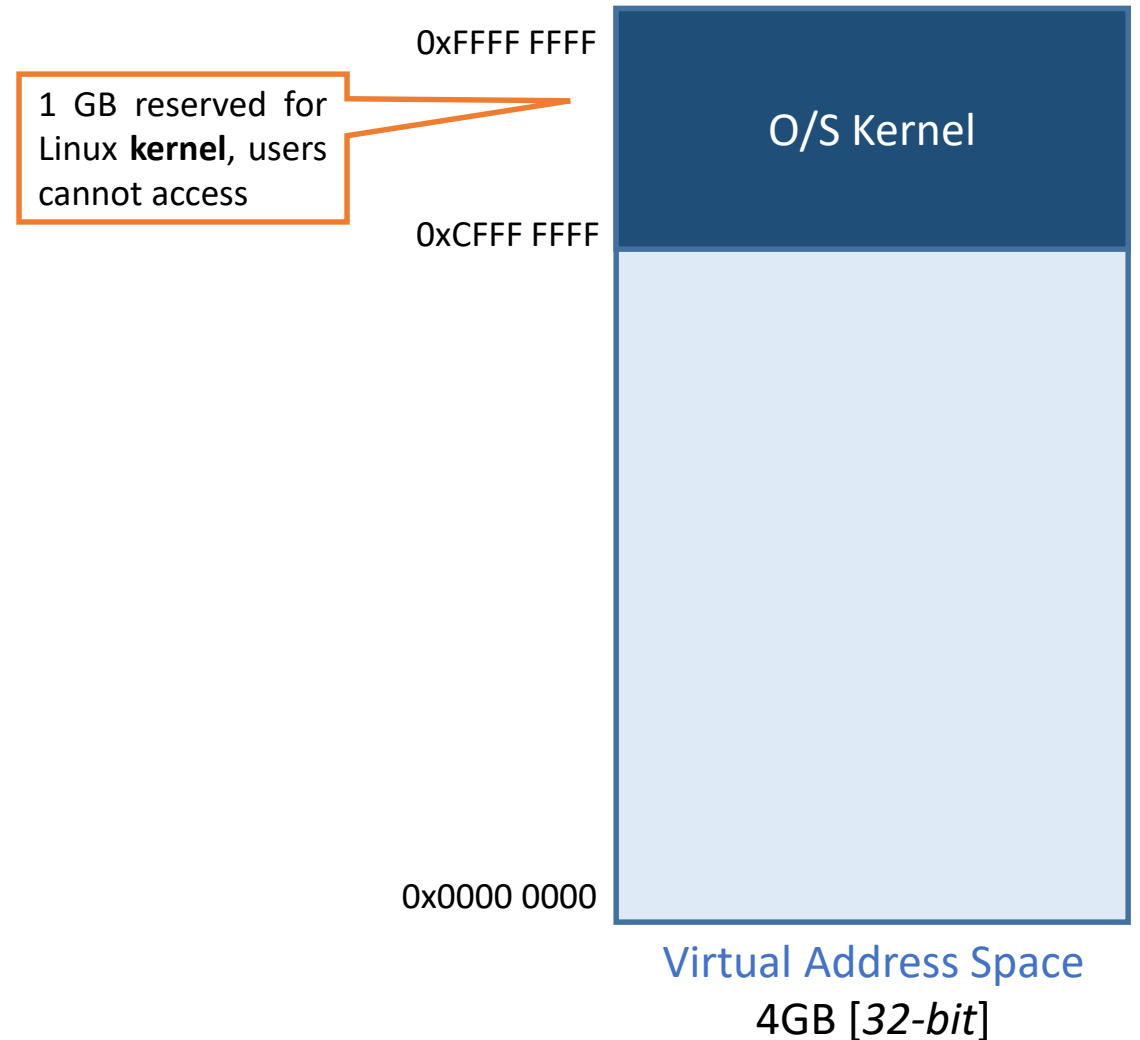 0xFFFF FFFF
1 GB reserved for
Linux kernel, users
cannot access
O/S Kernel
0xCFFF FFFF
0x0000 0000
Virtual Address Space
4GB [32-bit]